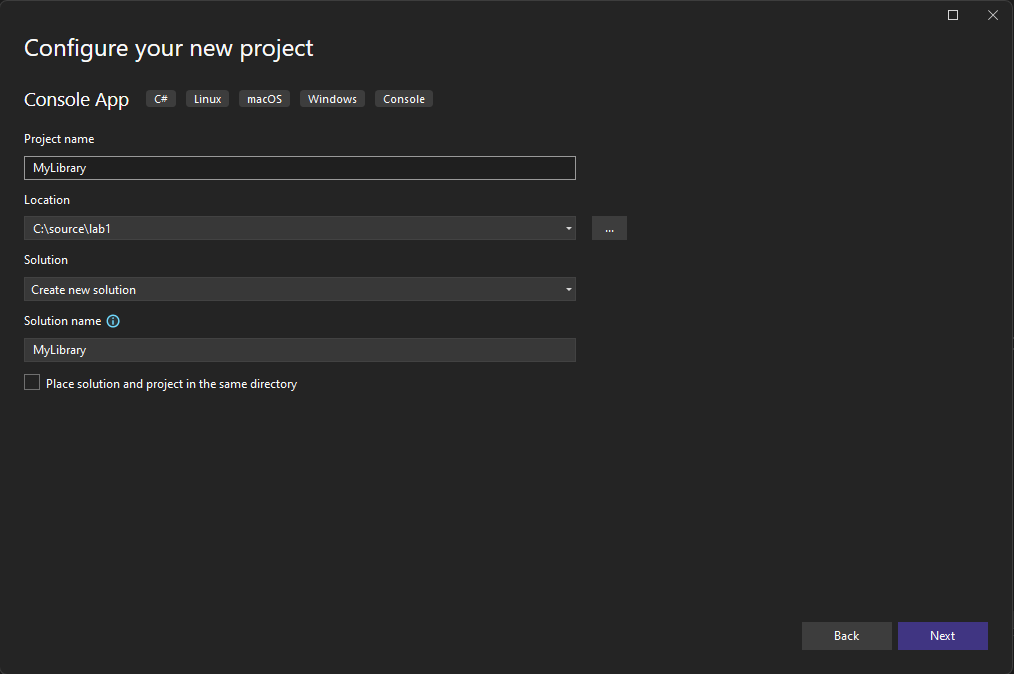 Configure your new project
Console App C# Linux macOS Windows Console
Project name
MyLibrary
Location
C:\source\lab1
...
Solution
Create new solution
Solution name
MyLibrary
Place solution and project in the same directory
Back Next